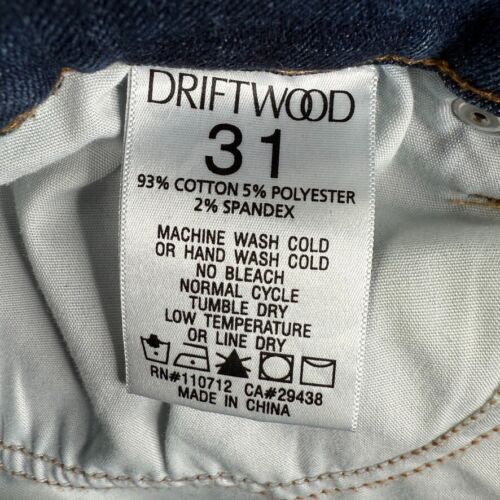 DRIFTWOOD
31
93% COTTON 5% POLYESTER
2% SPANDEX
MACHINE WASH COLD
OR HAND WASH COLD
NO BLEACH
NORMAL CYCLE
TUMBLE DRY
LOW TEMPERATURE
OR LINE DRY
RN#110712 CA#29438
MADE IN CHINA